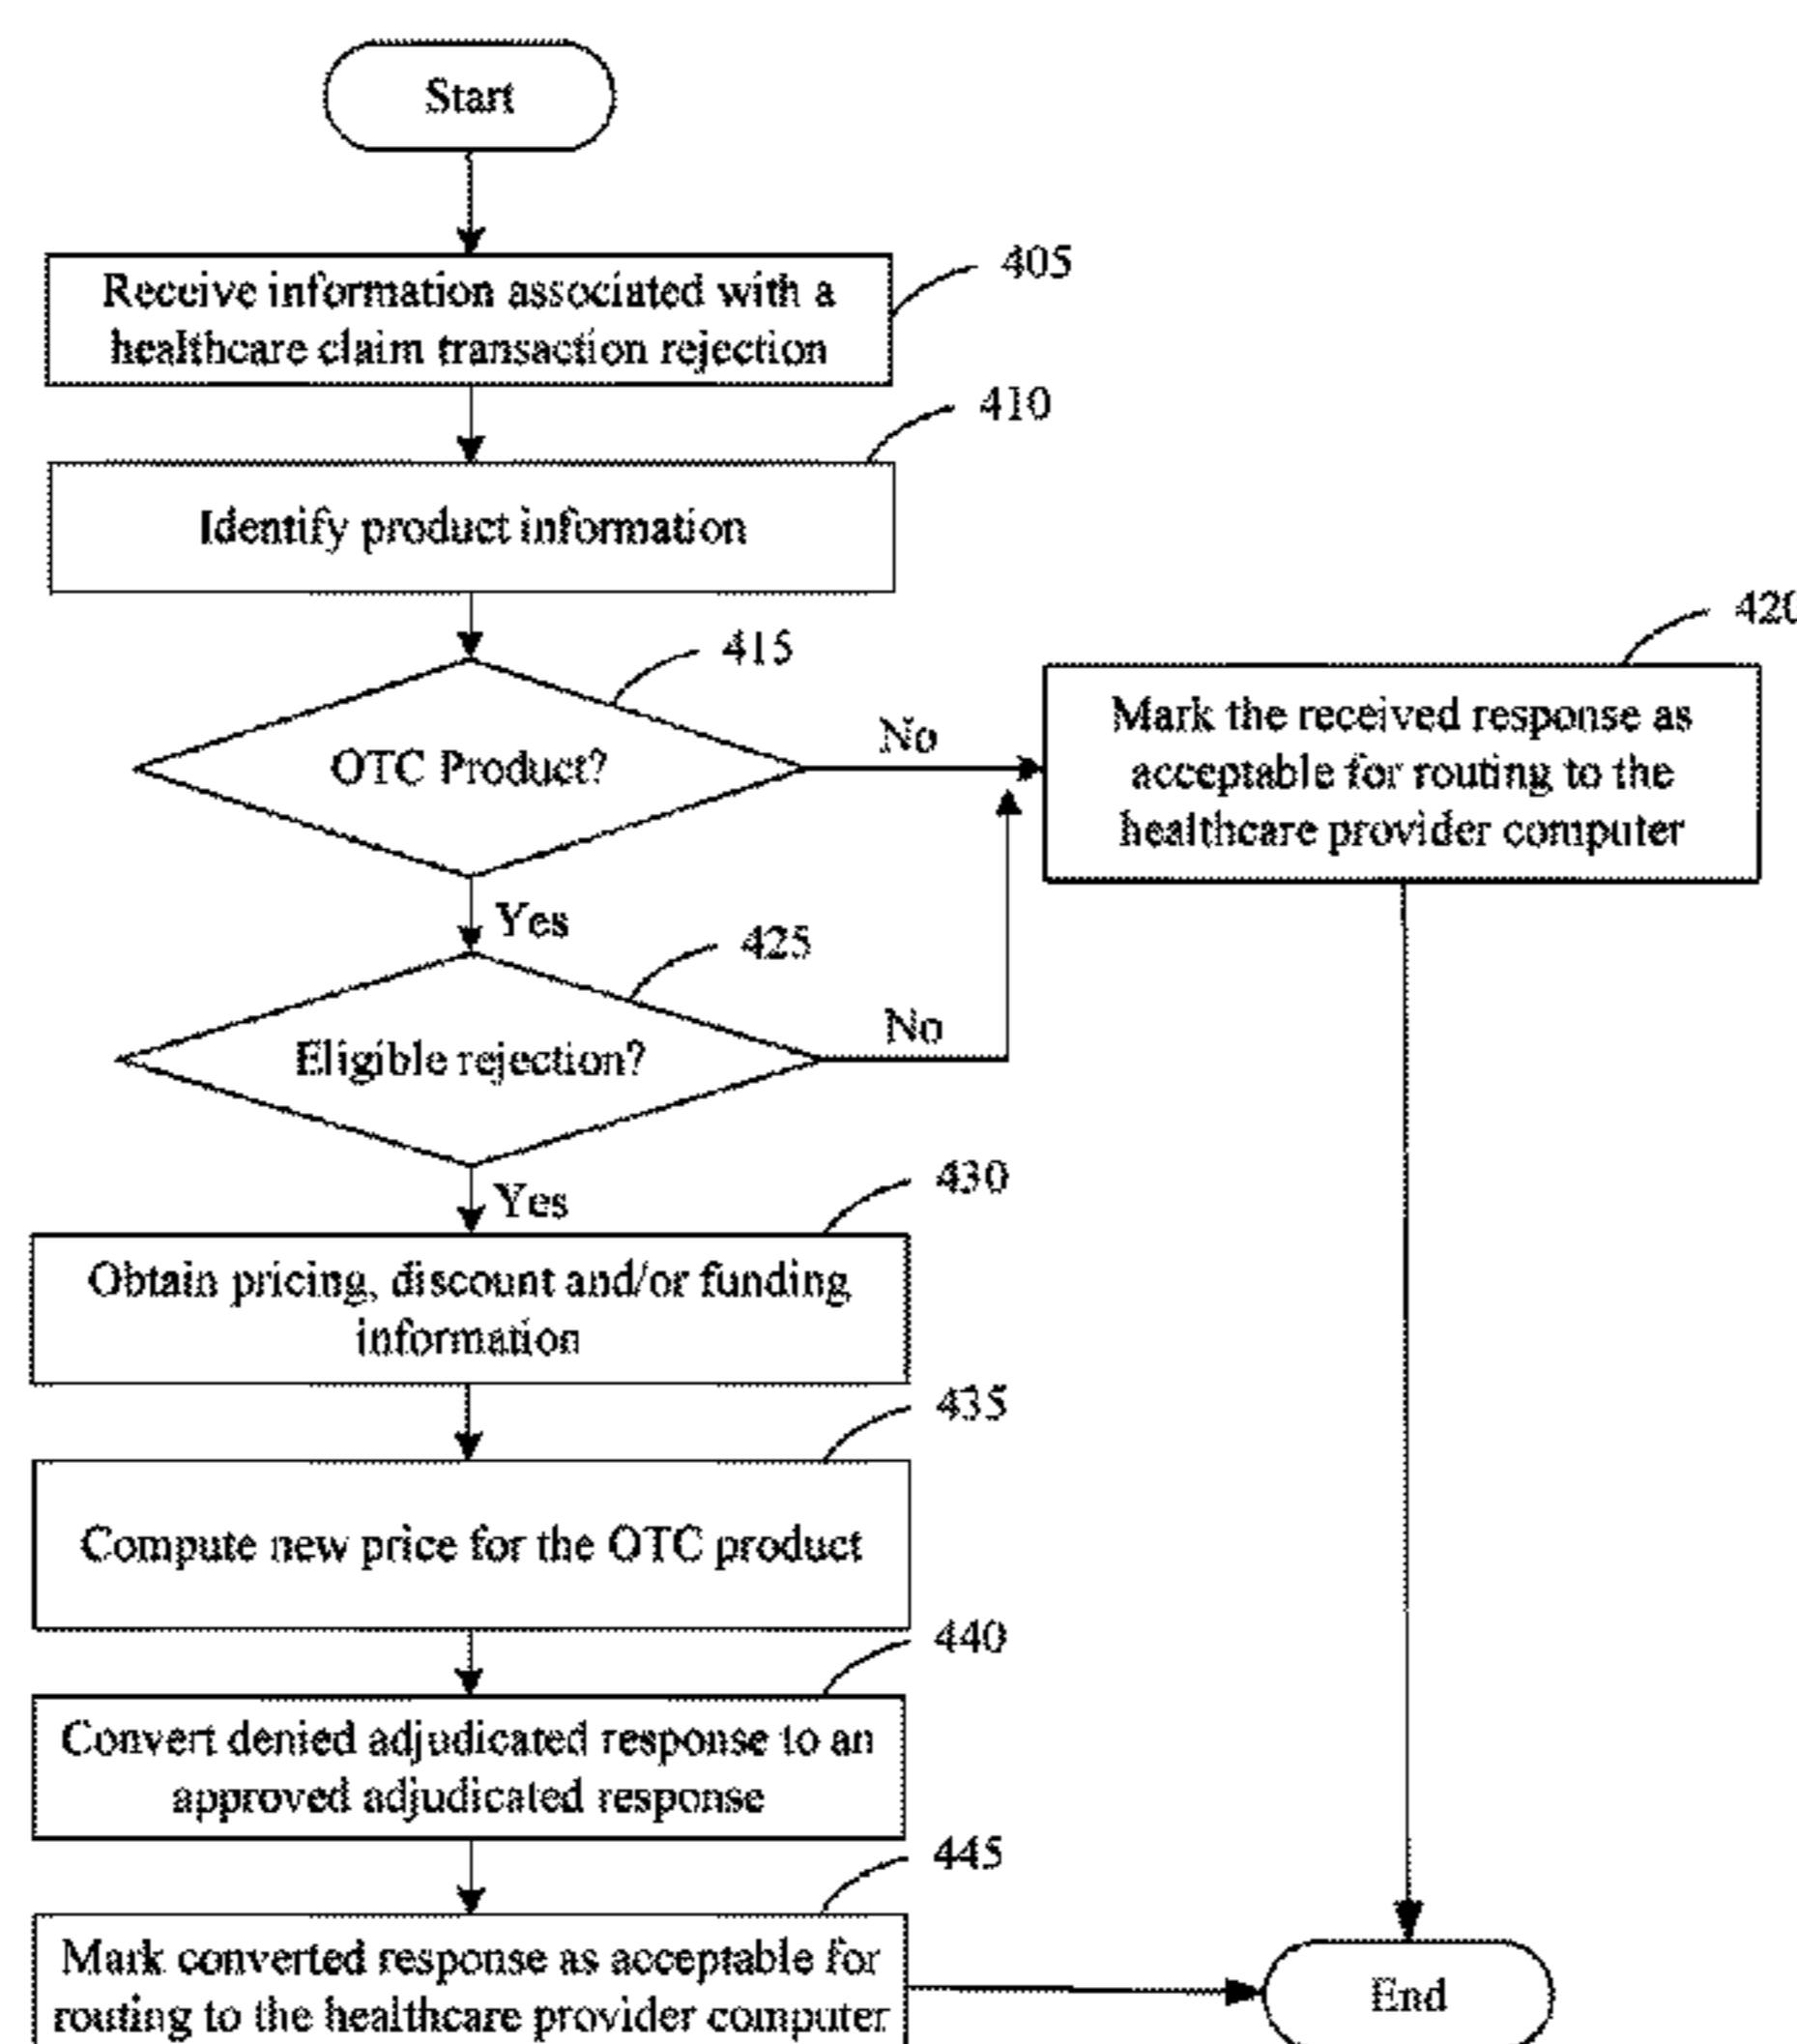 Start
Receive information associated with a
healthcare claim transaction rejection
405
410
Identify product information
415
OTC Product?
No
420
Mark the received response as
acceptable for routing to the
healthcare provider computer
Yes
425
Eligible rejection?
No
Yes
430
Obtain pricing, discount and/or funding
information
435
Compute new price for the OTC product
440
Convert denied adjudicated response to an
approved adjudicated response
445
Mark converted response as acceptable for
routing to the healthcare provider computer
End